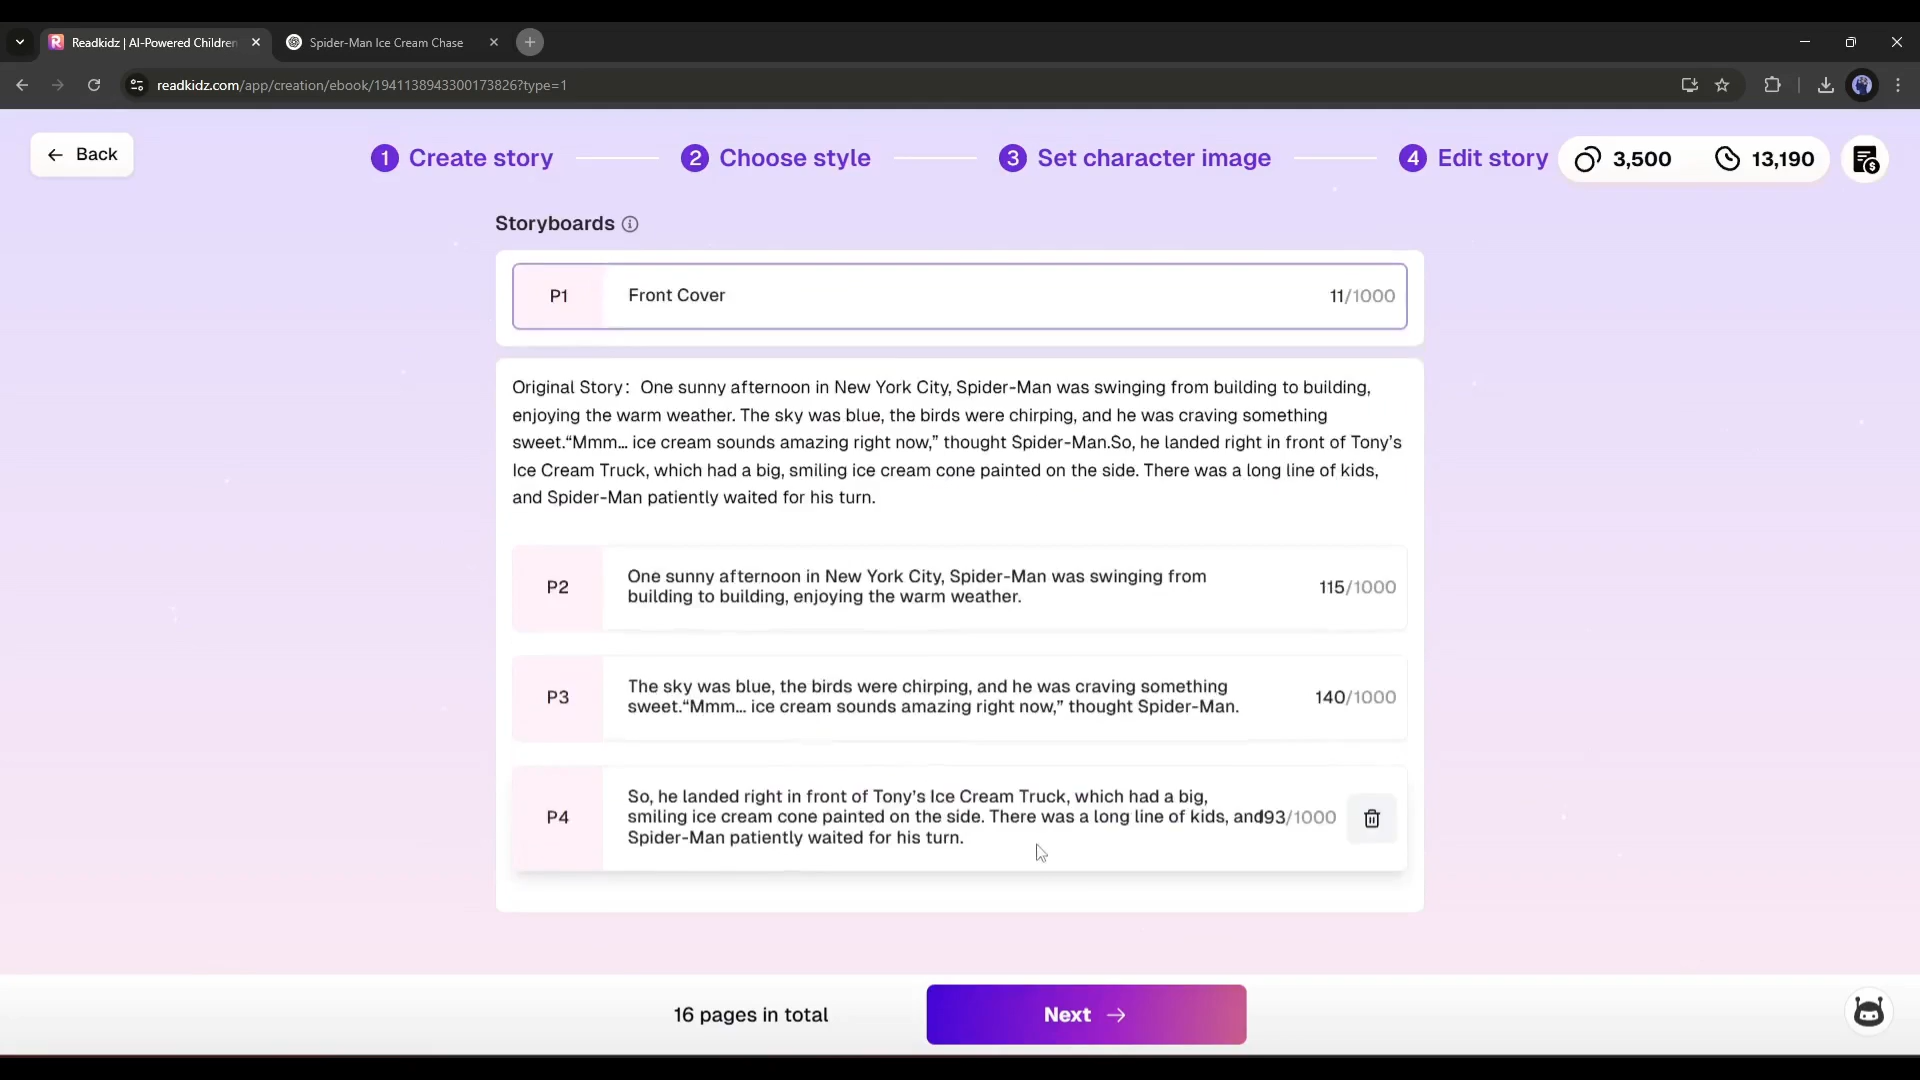 Readkidz | AI-Powered Children
Spider-Man Ice Cream Chase
readkidz.com/app/creation/ebook/1941138943300173826?type=1
Back
1 Create story
2 Choose style
3 Set character image
4 Edit story
3,500
13,190
Storyboards
P1
Front Cover
11/1000
Original Story: One sunny afternoon in New York City, Spider-Man was swinging from building to building,
enjoying the warm weather. The sky was blue, the birds were chirping, and he was craving something
sweet.“Mmm... ice cream sounds amazing right now,” thought Spider-Man.So, he landed right in front of Tony’s
Ice Cream Truck, which had a big, smiling ice cream cone painted on the side. There was a long line of kids,
and Spider-Man patiently waited for his turn.
P2
One sunny afternoon in New York City, Spider-Man was swinging from
building to building, enjoying the warm weather.
115/1000
P3
The sky was blue, the birds were chirping, and he was craving something
sweet.“Mmm... ice cream sounds amazing right now,” thought Spider-Man.
140/1000
P4
So, he landed right in front of Tony’s Ice Cream Truck, which had a big,
smiling ice cream cone painted on the side. There was a long line of kids, and
Spider-Man patiently waited for his turn.
193/1000
16 pages in total
Next